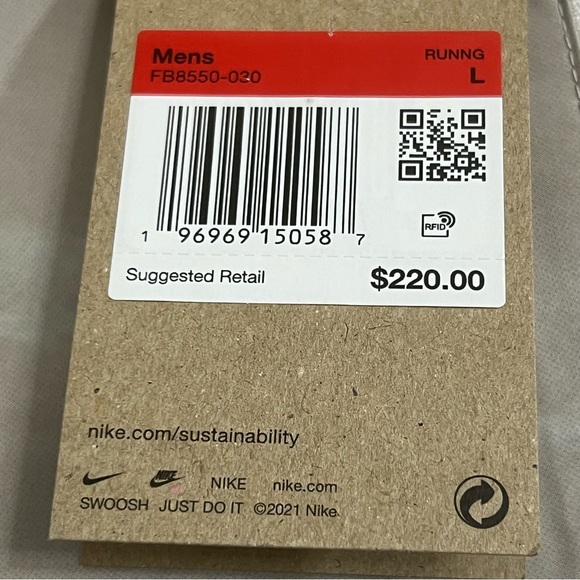 Mens
RUNNG
FB8550-030
L
1 96969 15058 7
RFID
Suggested Retail
$220.00
nike.com/sustainability
NIKE nike.com
SWOOSH JUST DO IT ©2021 Nike